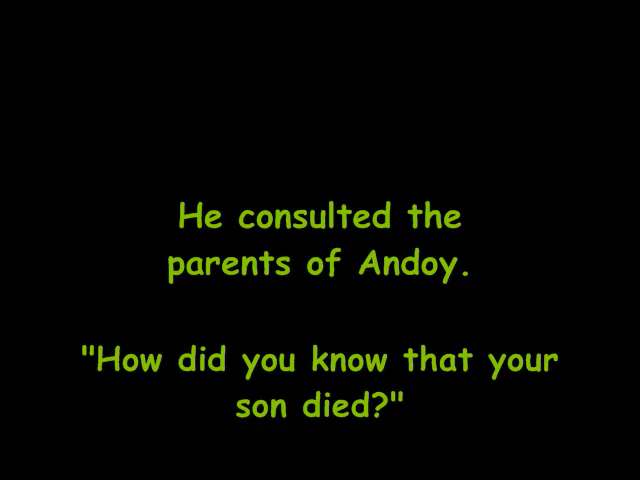 He consulted the
parents of Andoy.
"How did you know that your
son died?"